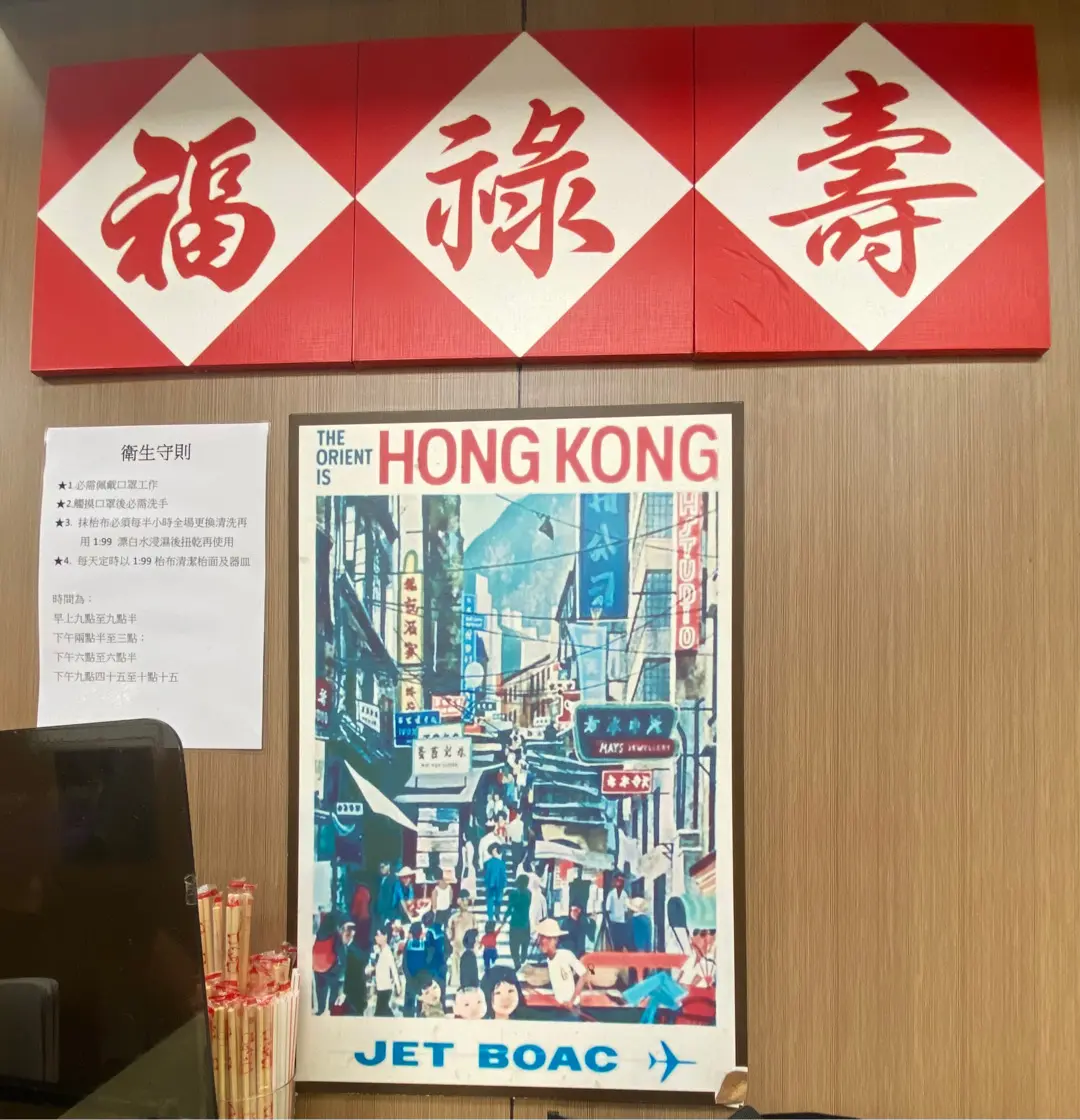 福 祿 壽
衛生守則
★1.必需佩戴口罩工作
★2.觸摸口罩後必需洗手
★3. 抹枱布必須每半小時全場更換清洗再
用 1:99 漂白水浸濕後扭乾再使用
★4. 每天定時以 1:99 枱布清潔枱面及器皿
時間為：
早上九點至九點半
下午兩點半至三點：
下午六點至六點半
下午九點四十五至十點十五
THE
ORIENT
IS
HONG KONG
STUDIO
MAYS JEWELLERY
JET BOAC